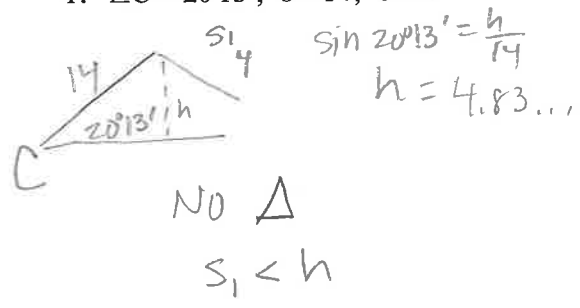 S₁
4
14
20°13'
h
C
sin 20°13' = h/14
h = 4.83...
NO Δ
S₁ < h